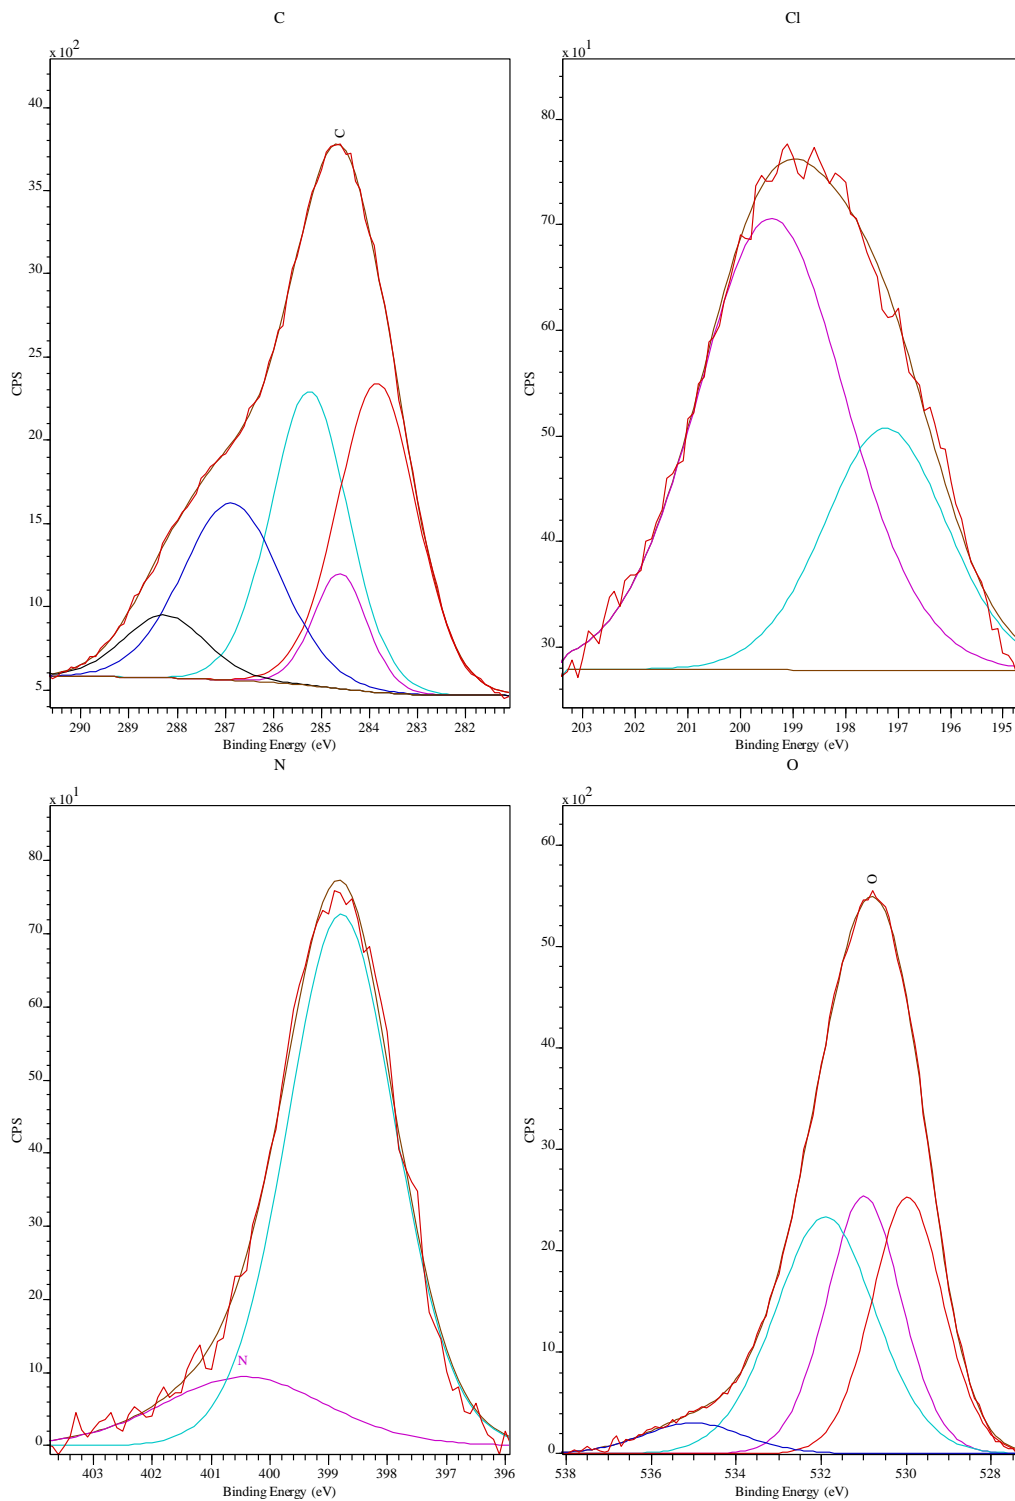 C
x 10²
40
35
30
25
20
15
10
5
CPS
C
290 289 288 287 286 285 284 283 282
Binding Energy (eV)
Cl
x 10¹
80
70
60
50
40
30
CPS
203 202 201 200 199 198 197 196 195
Binding Energy (eV)
N
x 10¹
80
70
60
50
40
30
20
10
0
CPS
N
403 402 401 400 399 398 397 396
Binding Energy (eV)
O
x 10²
60
50
40
30
20
10
0
CPS
O
538 536 534 532 530 528
Binding Energy (eV)